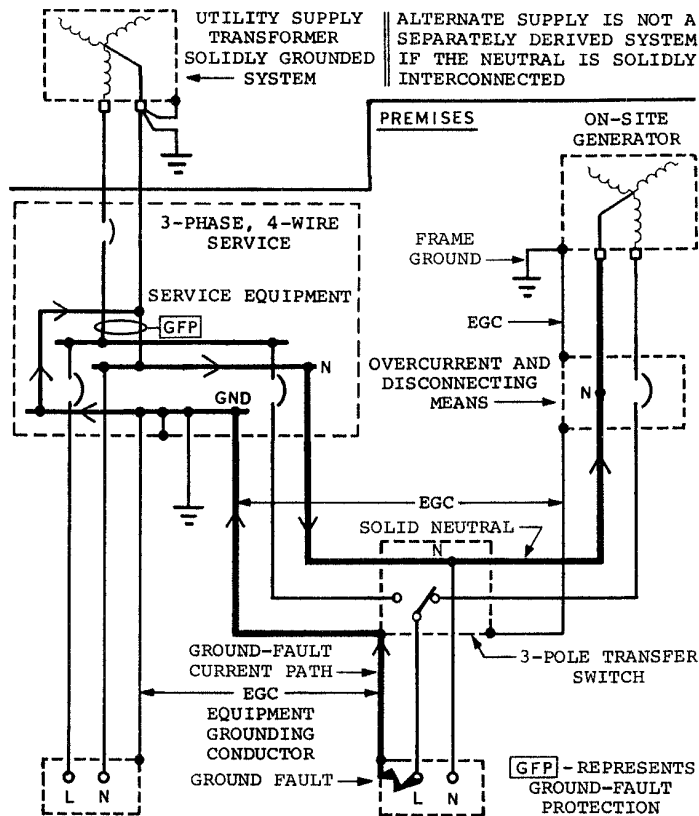 UTILITY SUPPLY
TRANSFORMER
SOLIDLY GROUNDED
SYSTEM
ALTERNATE SUPPLY IS NOT A
SEPARATELY DERIVED SYSTEM
IF THE NEUTRAL IS SOLIDLY
INTERCONNECTED
PREMISES
ON-SITE
GENERATOR
3-PHASE, 4-WIRE
SERVICE
FRAME
GROUND
SERVICE EQUIPMENT
GFP
EGC
N
OVERCURRENT AND
DISCONNECTING
MEANS
N
GND
EGC
SOLID NEUTRAL
N
GROUND-FAULT
CURRENT PATH
3-POLE TRANSFER
SWITCH
EGC
EQUIPMENT
GROUNDING
CONDUCTOR
GROUND FAULT
L N
L N
GFP - REPRESENTS
GROUND-FAULT
PROTECTION